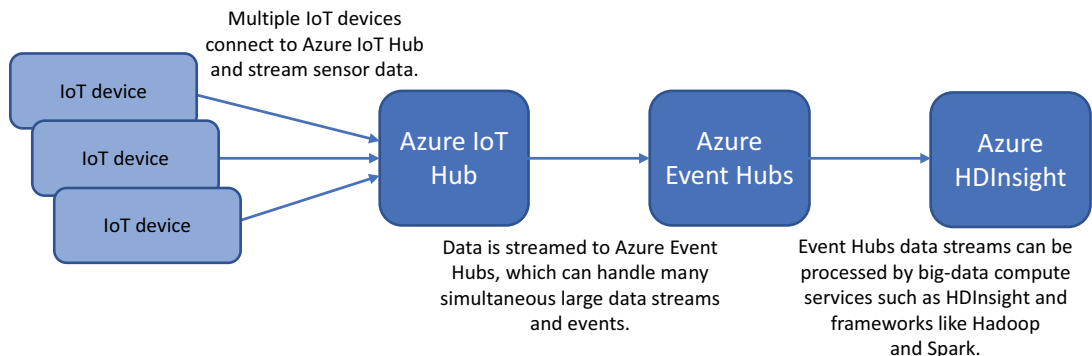 Multiple IoT devices
connect to Azure IoT Hub
and stream sensor data.
IoT device
IoT device
IoT device
Azure IoT
Hub
Azure
Event Hubs
Azure
HDInsight
Data is streamed to Azure Event
Hubs, which can handle many
simultaneous large data streams
and events.
Event Hubs data streams can be
processed by big-data compute
services such as HDInsight and
frameworks like Hadoop
and Spark.